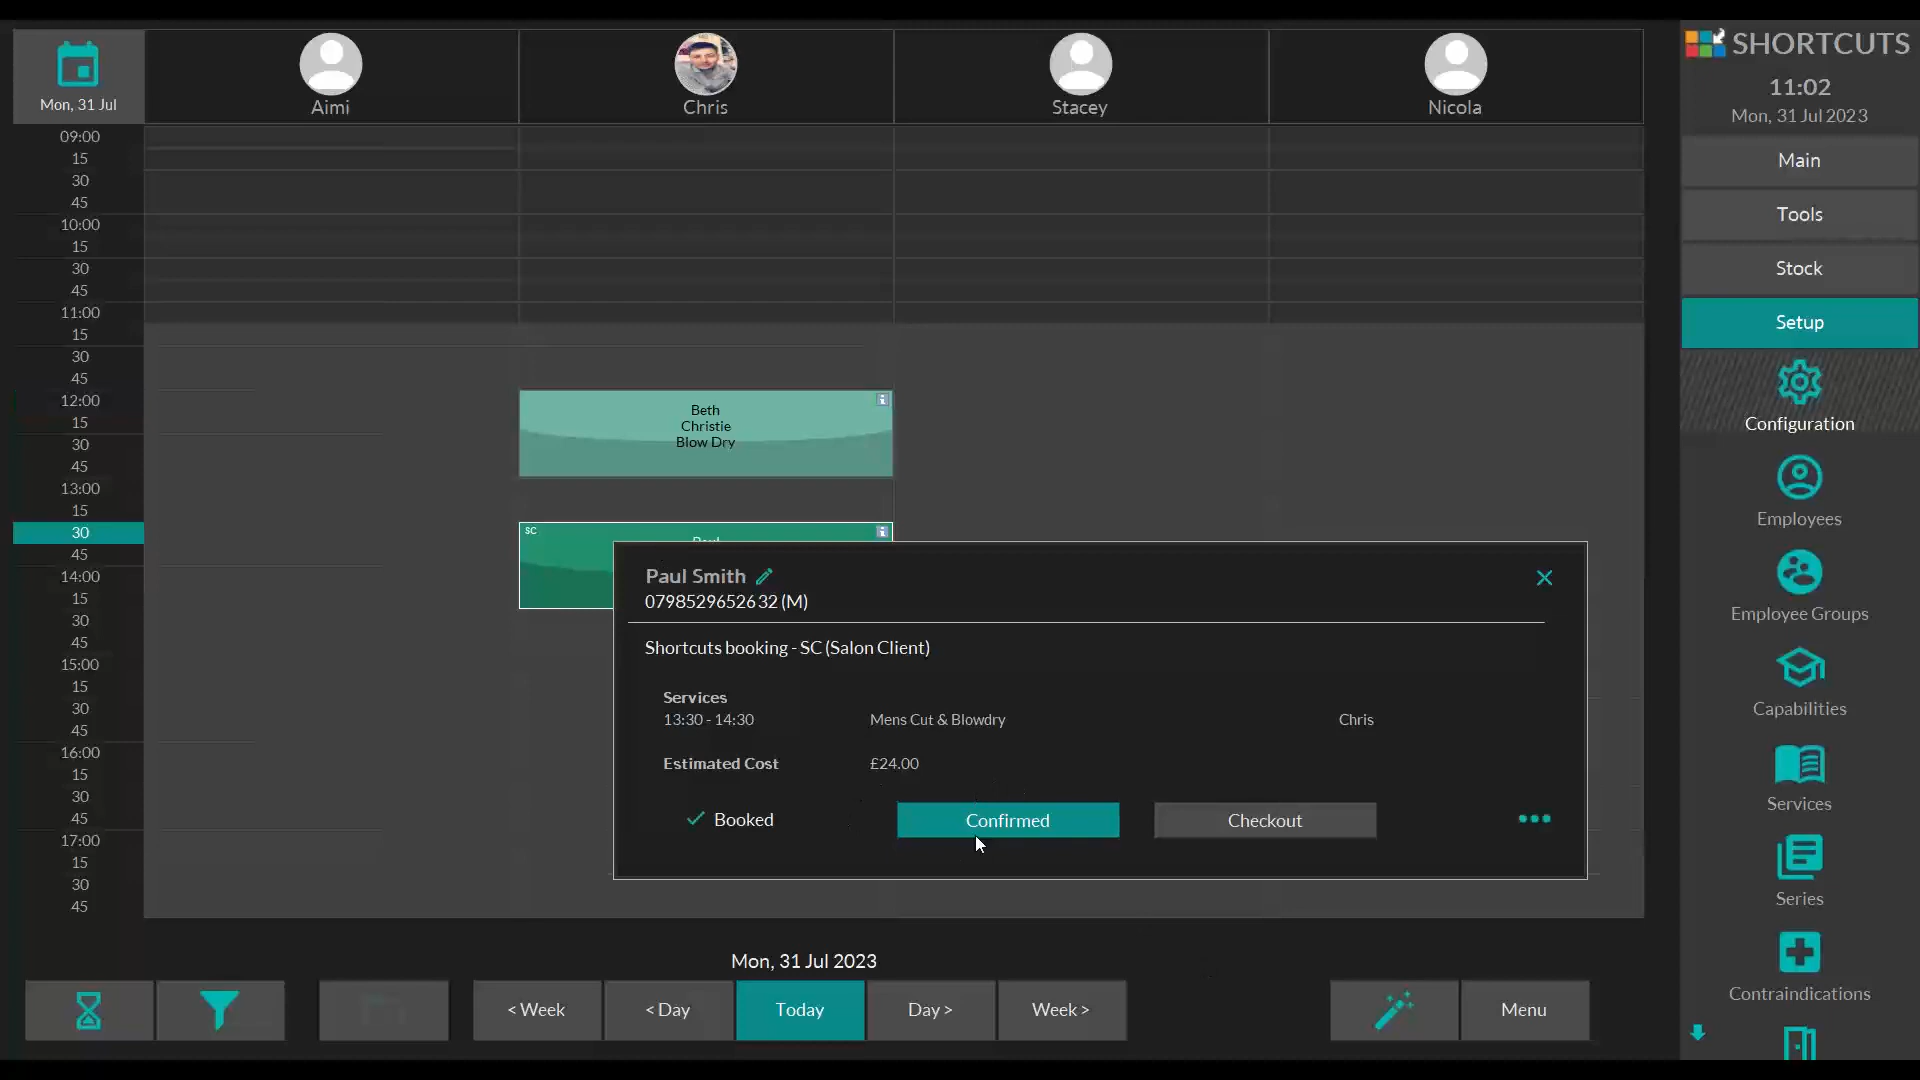 Mon, 31 Jul
Aimi
Chris
Stacey
Nicola
09:00
15
30
45
10:00
15
30
45
11:00
15
30
45
12:00
15
30
45
13:00
15
30
45
14:00
15
30
45
15:00
15
30
45
16:00
15
30
45
17:00
15
30
45
Beth
Christie
Blow Dry
i
SC
i
Paul
Paul Smith
0798529652632 (M)
Shortcuts booking - SC (Salon Client)
Services
13:30 - 14:30 Mens Cut & Blowdry Chris
Estimated Cost £24.00
Booked Confirmed Checkout
Mon, 31 Jul 2023
< Week < Day Today Day > Week > Menu
SHORTCUTS
11:02
Mon, 31 Jul 2023
Main
Tools
Stock
Setup
Configuration
Employees
Employee Groups
Capabilities
Services
Series
Contraindications